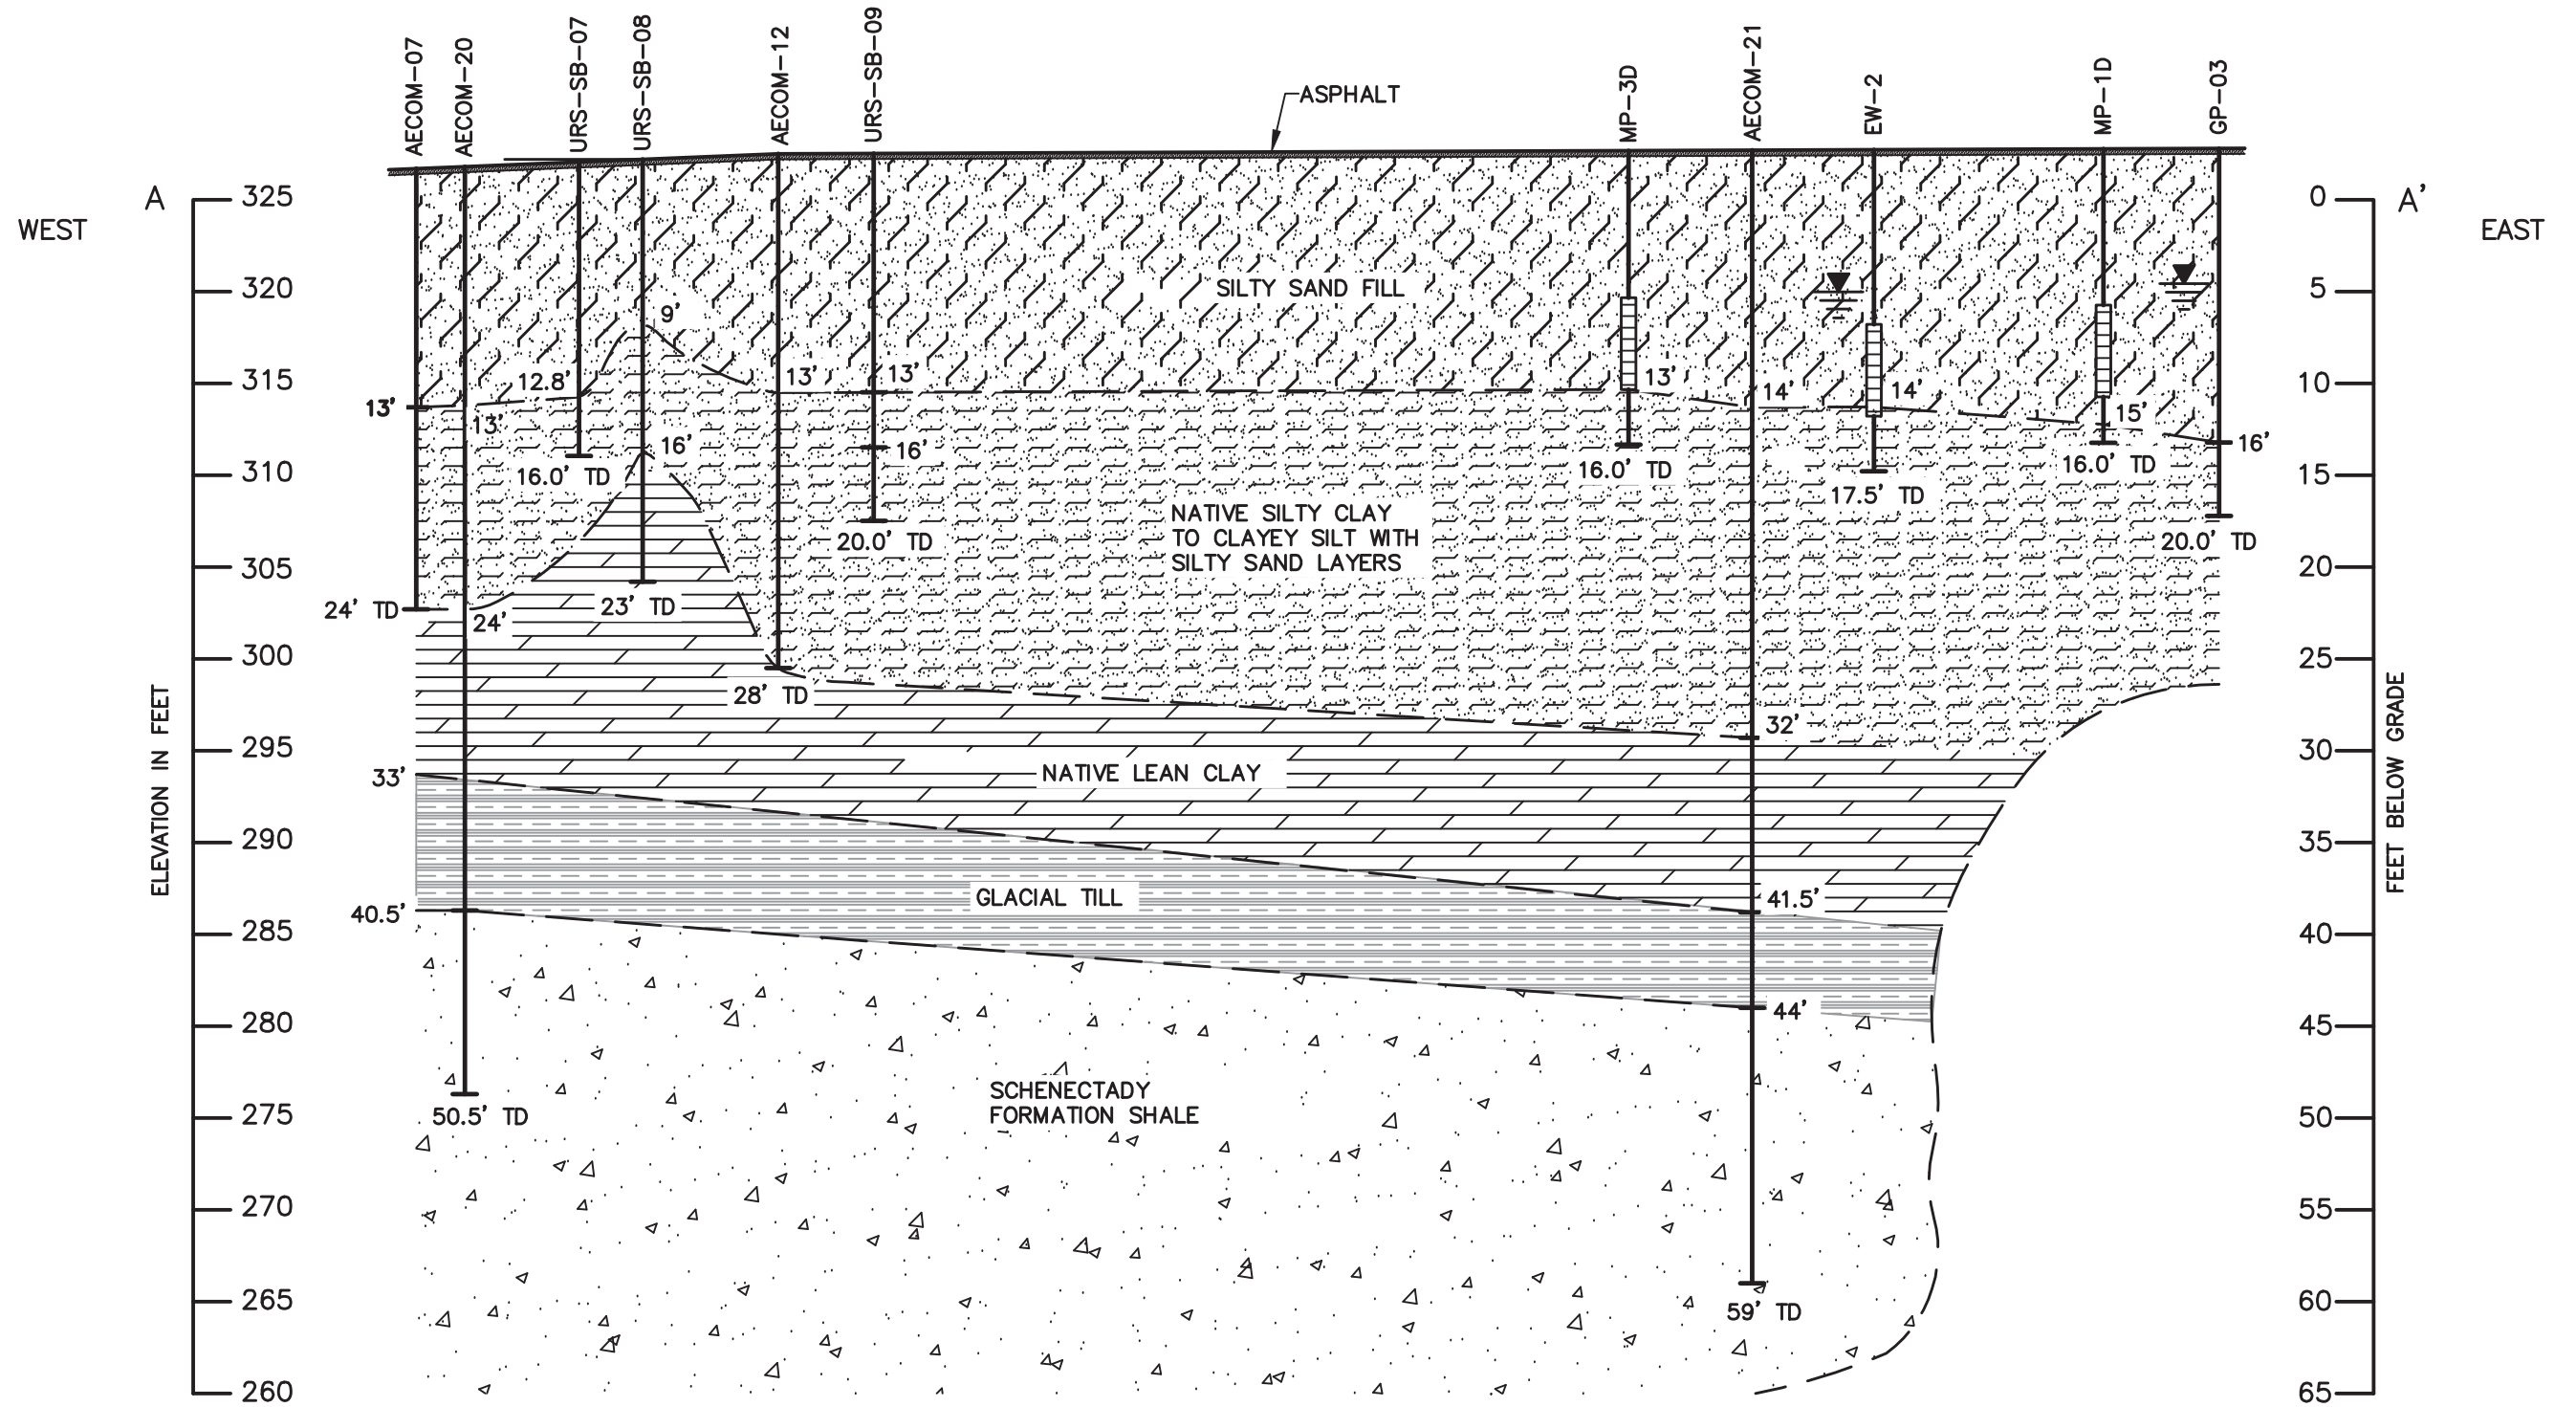 AECOM-07
AECOM-20
URS-SB-07
URS-SB-08
AECOM-12
URS-SB-09
ASPHALT
MP-3D
AECOM-21
EW-2
MP-1D
GP-03
A
A'
WEST
EAST
325
320
315
310
305
300
295
290
285
280
275
270
265
260
ELEVATION IN FEET
0
5
10
15
20
25
30
35
40
45
50
55
60
65
FEET BELOW GRADE
SILTY SAND FILL
9'
12.8'
13'
13'
13'
13'
13'
14'
14'
15'
16'
16'
16'
16.0' TD
16.0' TD
17.5' TD
16.0' TD
20.0' TD
20.0' TD
NATIVE SILTY CLAY
TO CLAYEY SILT WITH
SILTY SAND LAYERS
24' TD
24'
23' TD
28' TD
32'
NATIVE LEAN CLAY
33'
GLACIAL TILL
41.5'
40.5'
44'
SCHENECTADY
FORMATION SHALE
50.5' TD
59' TD